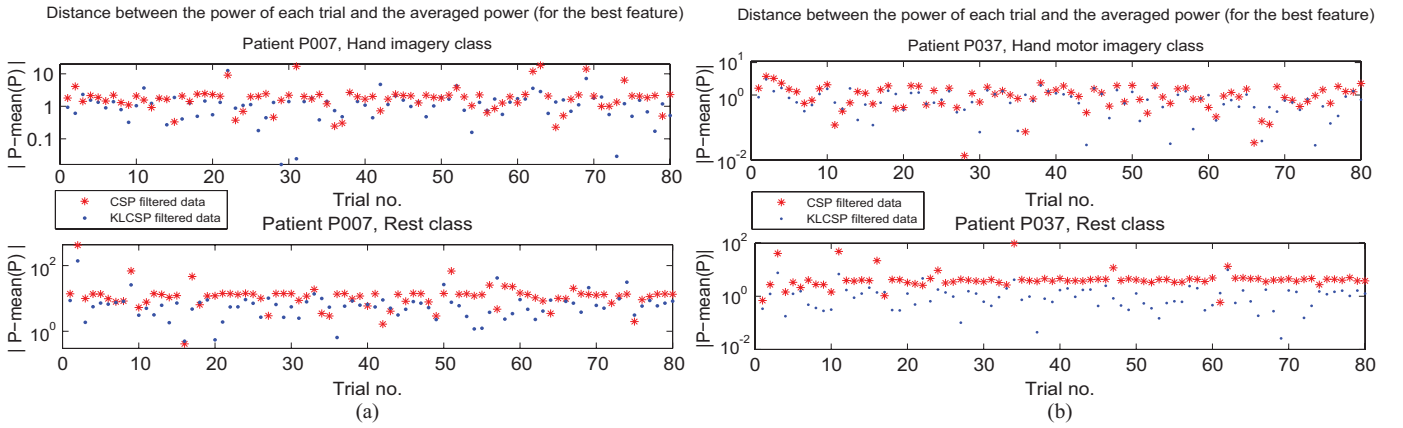 Distance between the power of each trial and the averaged power (for the best feature)
Patient P007, Hand imagery class
| P−mean(P) |
10
1
0.1
0 10 20 30 40 50 60 70 80
Trial no.
CSP filtered data
KLCSP filtered data
Patient P007, Rest class
| P−mean(P) |
10^2
10^0
0 10 20 30 40 50 60 70 80
Trial no.
(a)
Distance between the power of each trial and the averaged power (for the best feature)
Patient P037, Hand motor imagery class
|P−mean(P)|
10^1
10^0
10^-2
0 10 20 30 40 50 60 70 80
Trial no.
CSP filtered data
KLCSP filtered data
Patient P037, Rest class
|P−mean(P)|
10^2
10^0
10^-2
0 10 20 30 40 50 60 70 80
Trial no.
(b)